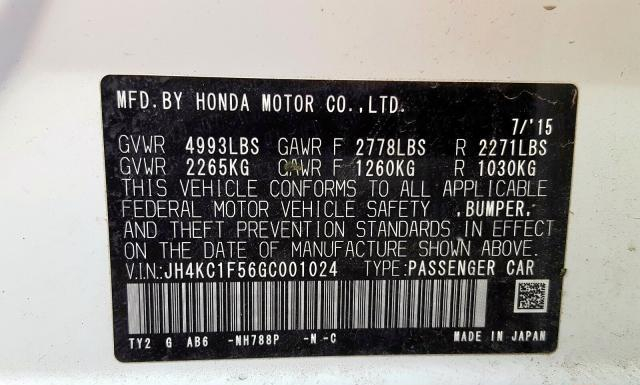 MFD.BY HONDA MOTOR CO.,LTD.
7/'15
GVWR 4993LBS GAWR F 2778LBS R 2271LBS
GVWR 2265KG GAWR F 1260KG R 1030KG
THIS VEHICLE CONFORMS TO ALL APPLICABLE
FEDERAL MOTOR VEHICLE SAFETY ,BUMPER,
AND THEFT PREVENTION STANDARDS IN EFFECT
ON THE DATE OF MANUFACTURE SHOWN ABOVE.
V.I.N:JH4KC1F56GC001024 TYPE:PASSENGER CAR
TY2 G AB6 -NH788P -N -C MADE IN JAPAN